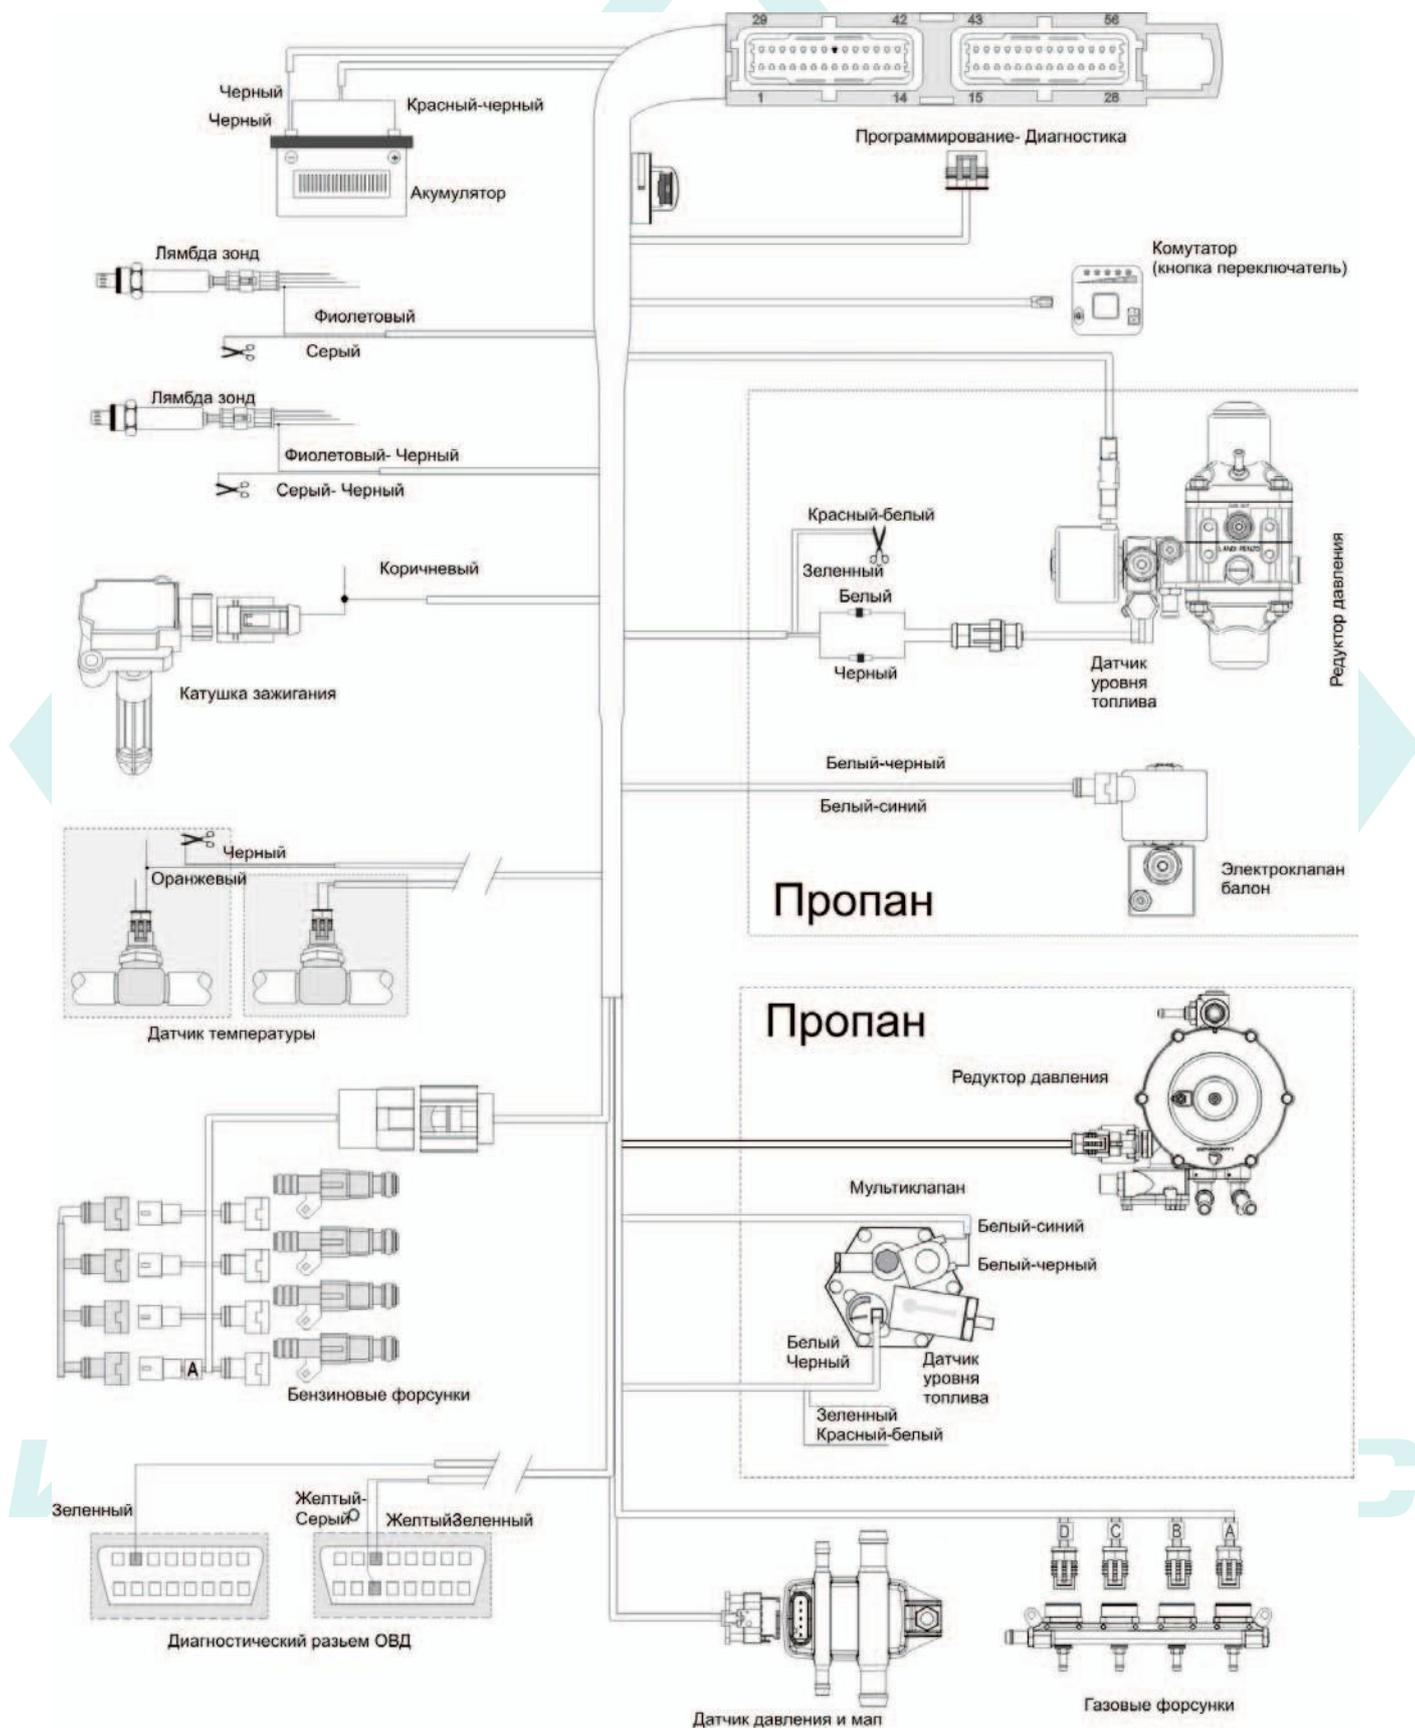 29 42 43 56
1 14 15 28
Черный
Красный-черный
Черный
Акумулятор
Программирование- Диагностика
Комутатор
(кнопка переключатель)
Лямбда зонд
Фиолетовый
Серый
Лямбда зонд
Фиолетовый- Черный
Серый- Черный
Коричневый
Катушка зажигания
Красный-белый
Зеленный
Белый
Черный
LANDI RENZO
Датчик
уровня
топлива
Редуктор давления
Белый-черный
Белый-синий
Электроклапан
балон
Пропан
Черный
Оранжевый
Датчик температуры
Пропан
Редуктор давления
Мультиклапан
Белый-синий
Белый-черный
Белый
Черный
Датчик
уровня
топлива
Зеленный
Красный-белый
A
Бензиновые форсунки
Зеленный
Желтый-
Серый
ЖелтыйЗеленный
Диагностический разьем ОВД
Датчик давления и мап
D C B A
Газовые форсунки